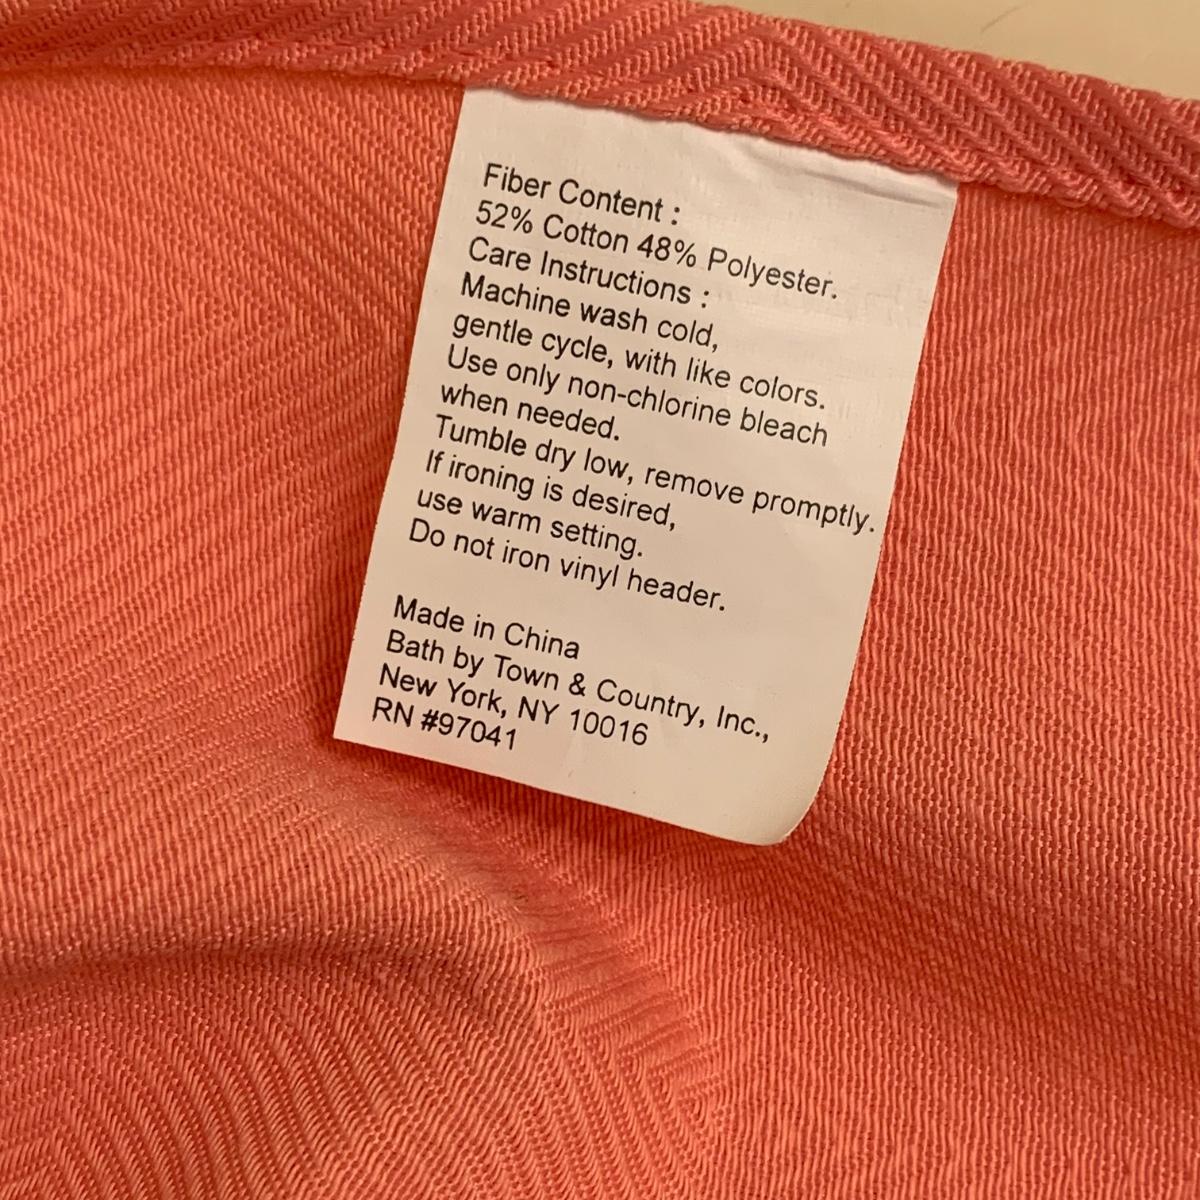 Fiber Content :
52% Cotton 48% Polyester.
Care Instructions :
Machine wash cold,
gentle cycle, with like colors.
Use only non-chlorine bleach
when needed.
Tumble dry low, remove promptly.
If ironing is desired,
use warm setting.
Do not iron vinyl header.
Made in China
Bath by Town & Country, Inc.,
New York, NY 10016
RN #97041